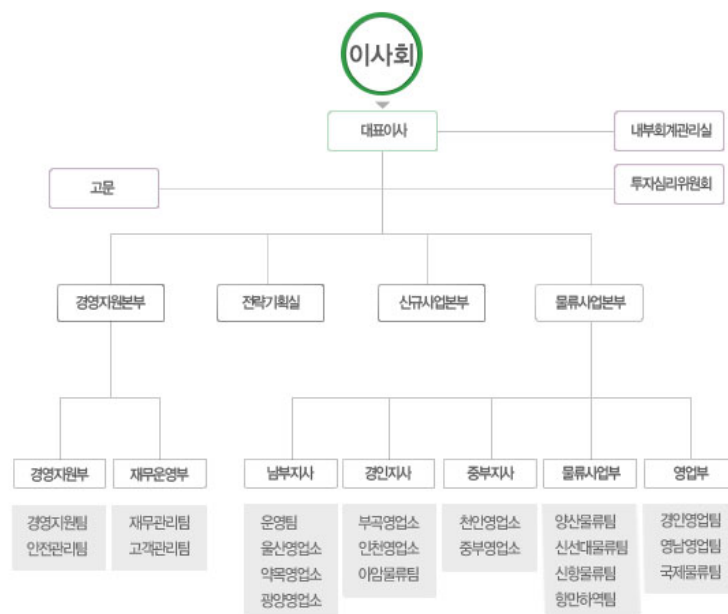 이사회
대표이사
내부회계관리실
고문
투자심리위원회
경영지원본부
전략기획실
신규사업본부
물류사업본부
경영지원부
재무운영부
남부지사
경인지사
중부지사
물류사업부
영업부
경영지원팀
안전관리팀
재무관리팀
고객관리팀
운영팀
울산영업소
약목영업소
광양영업소
부곡영업소
인천영업소
아암물류팀
천안영업소
중부영업소
양산물류팀
신선대물류팀
신항물류팀
항만하역팀
경인영업팀
영남영업팀
국제물류팀